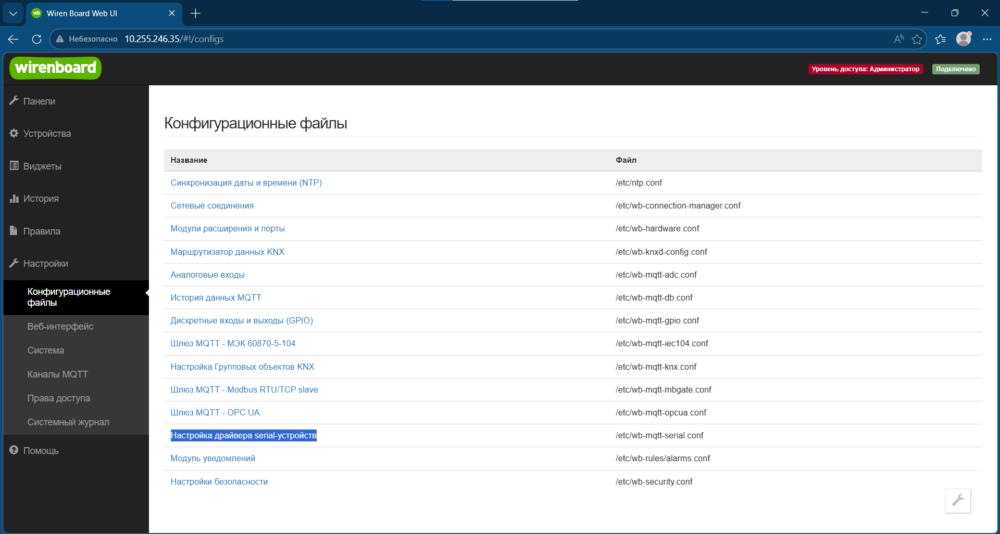 Wiren Board Web UI
Небезопасно 10.255.246.35/#!/configs
wirenboard
Уровень доступа: Администратор Подключено
Панели
Устройства
Виджеты
История
Правила
Настройки
Конфигурационные
файлы
Веб-интерфейс
Система
Каналы MQTT
Права доступа
Системный журнал
Помощь
Конфигурационные файлы
Название Файл
Синхронизация даты и времени (NTP) /etc/ntp.conf
Сетевые соединения /etc/wb-connection-manager.conf
Модули расширения и порты /etc/wb-hardware.conf
Маршрутизатор данных KNX /etc/wb-knxd-config.conf
Аналоговые входы /etc/wb-mqtt-adc.conf
История данных MQTT /etc/wb-mqtt-db.conf
Дискретные входы и выходы (GPIO) /etc/wb-mqtt-gpio.conf
Шлюз MQTT - МЭК 60870-5-104 /etc/wb-mqtt-iec104.conf
Настройка Групповых объектов KNX /etc/wb-mqtt-knx.conf
Шлюз MQTT - Modbus RTU/TCP slave /etc/wb-mqtt-mbgate.conf
Шлюз MQTT - OPC UA /etc/wb-mqtt-opcua.conf
Настройка драйвера serial-устройств /etc/wb-mqtt-serial.conf
Модуль уведомлений /etc/wb-rules/alarms.conf
Настройки безопасности /etc/wb-security.conf